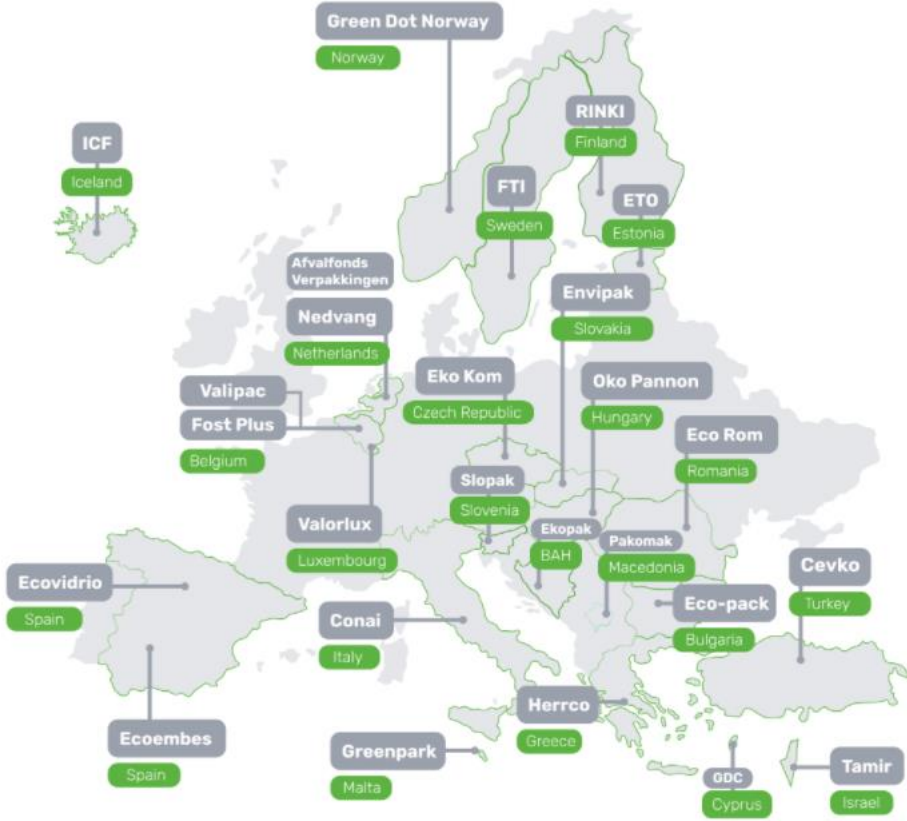 Green Dot Norway
Norway
RINKI
Finland
ICF
Iceland
FTI
Sweden
ETO
Estonia
Afvalfonds
Verpakkingen
Nedvang
Netherlands
Envipak
Slovakia
Valipac
Fost Plus
Belgium
Eko Kom
Czech Republic
Oko Pannon
Hungary
Eco Rom
Romania
Slopak
Slovenia
Valorlux
Luxembourg
Ekopak
BAH
Pakomak
Macedonia
Cevko
Turkey
Ecovidrio
Spain
Conai
Italy
Eco-pack
Bulgaria
Ecoembes
Spain
Greenpark
Malta
Herrco
Greece
GDC
Cyprus
Tamir
Israel